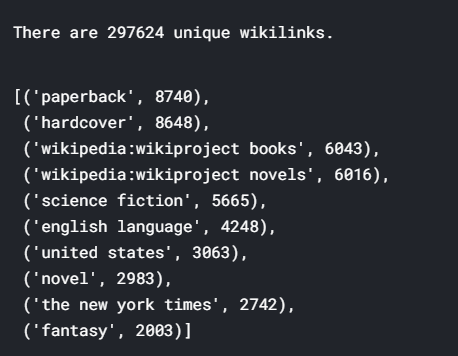 There are 297624 unique wikilinks.
[('paperback', 8740),
('hardcover', 8648),
('wikipedia:wikiproject books', 6043),
('wikipedia:wikiproject novels', 6016),
('science fiction', 5665),
('english language', 4248),
('united states', 3063),
('novel', 2983),
('the new york times', 2742),
('fantasy', 2003)]